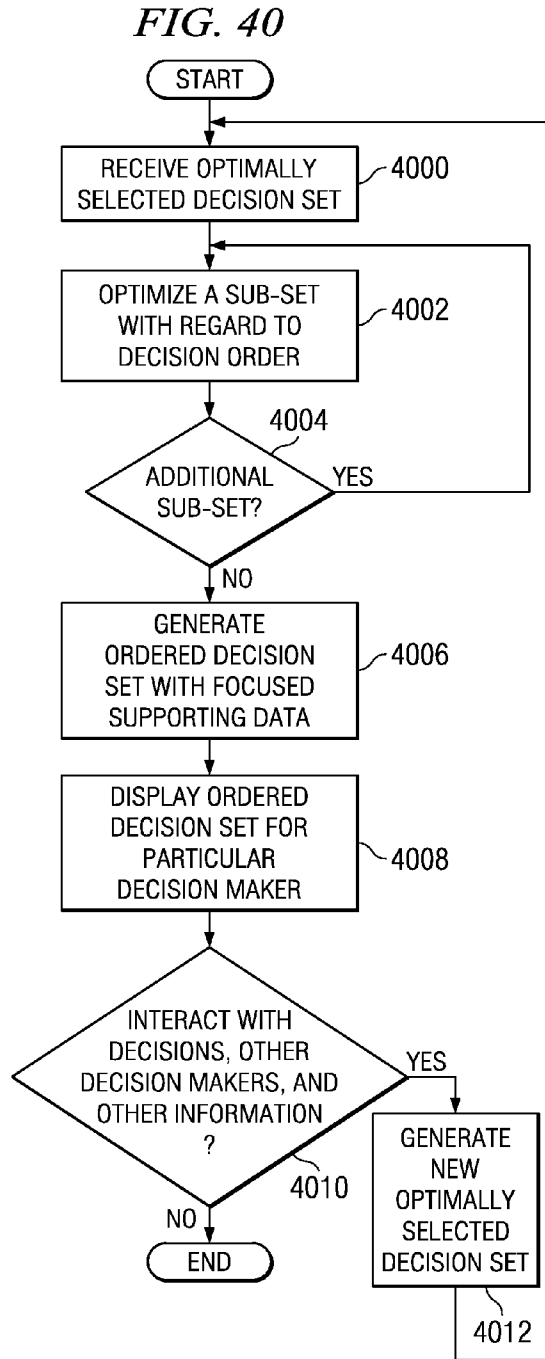 FIG. 40
START
RECEIVE OPTIMALLY
SELECTED DECISION SET
4000
OPTIMIZE A SUB-SET
WITH REGARD TO
DECISION ORDER
4002
4004
ADDITIONAL
SUB-SET?
YES
NO
GENERATE
ORDERED DECISION
SET WITH FOCUSED
SUPPORTING DATA
4006
DISPLAY ORDERED
DECISION SET FOR
PARTICULAR
DECISION MAKER
4008
INTERACT WITH
DECISIONS, OTHER
DECISION MAKERS, AND
OTHER INFORMATION
?
YES
4010
NO
END
GENERATE
NEW
OPTIMALLY
SELECTED
DECISION SET
4012